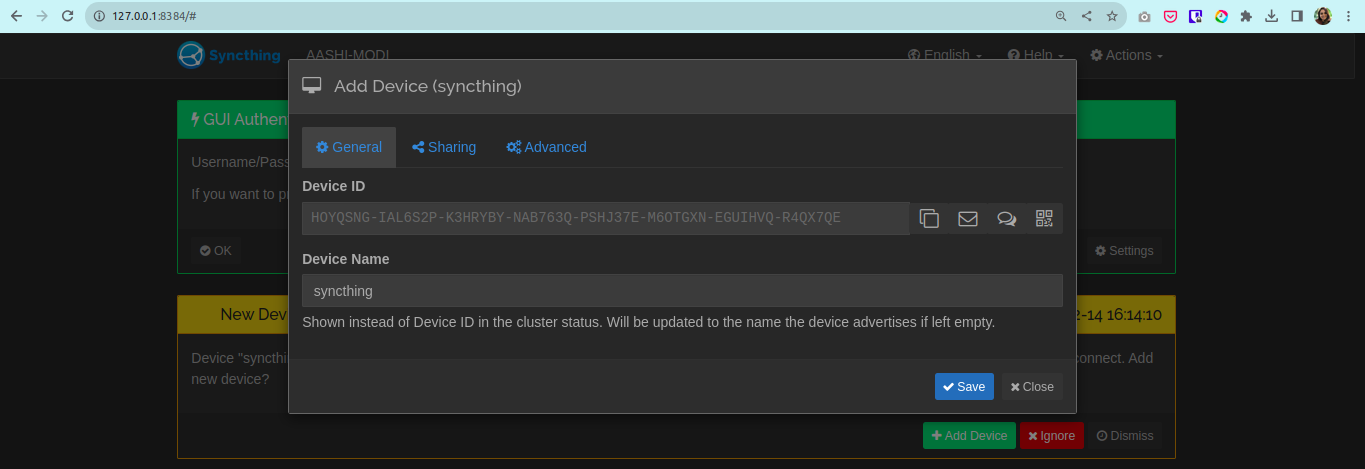 127.0.0.1:8384/#
Syncthing AASHI-MODI English Help Actions
Add Device (syncthing)
GUI Authen
General Sharing Advanced
Username/Pass
Device ID
If you want to pr
HOYQSNG-IAL6S2P-K3HRYBY-NAB763Q-PSHJ37E-M6OTGXN-EGUIHVQ-R4QX7QE
OK Settings
Device Name
syncthing
New Devi 2-14 16:14:10
Shown instead of Device ID in the cluster status. Will be updated to the name the device advertises if left empty.
Device "syncthin onnect. Add
new device?
Save Close
Add Device Ignore Dismiss